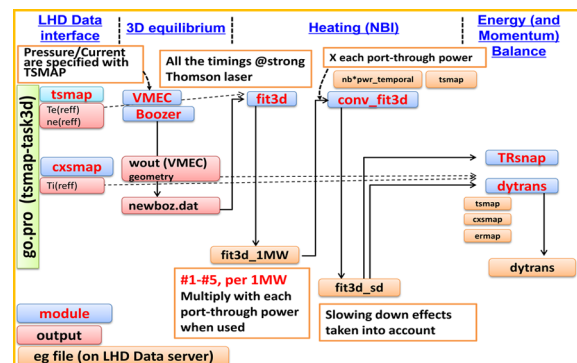 LHD Data
interface
3D equilibrium
Heating (NBI)
Energy (and
Momentum)
Balance
Pressure/Current
are specified with
TSMAP
All the timings @strong
Thomson laser
X each port-through power
nb*pwr_temporal
tsmap
tsmap
Te(reff)
ne(reff)
VMEC
Boozer
fit3d
conv_fit3d
go.pro (tsmap-task3d)
cxsmap
Ti(reff)
wout (VMEC)
geometry
newboz.dat
TRsnap
dytrans
tsmap
cxsmap
ermap
fit3d_1MW
fit3d_sd
dytrans
#1-#5, per 1MW
Multiply with each
port-through power
when used
Slowing down effects
taken into account
module
output
eg file (on LHD Data server)